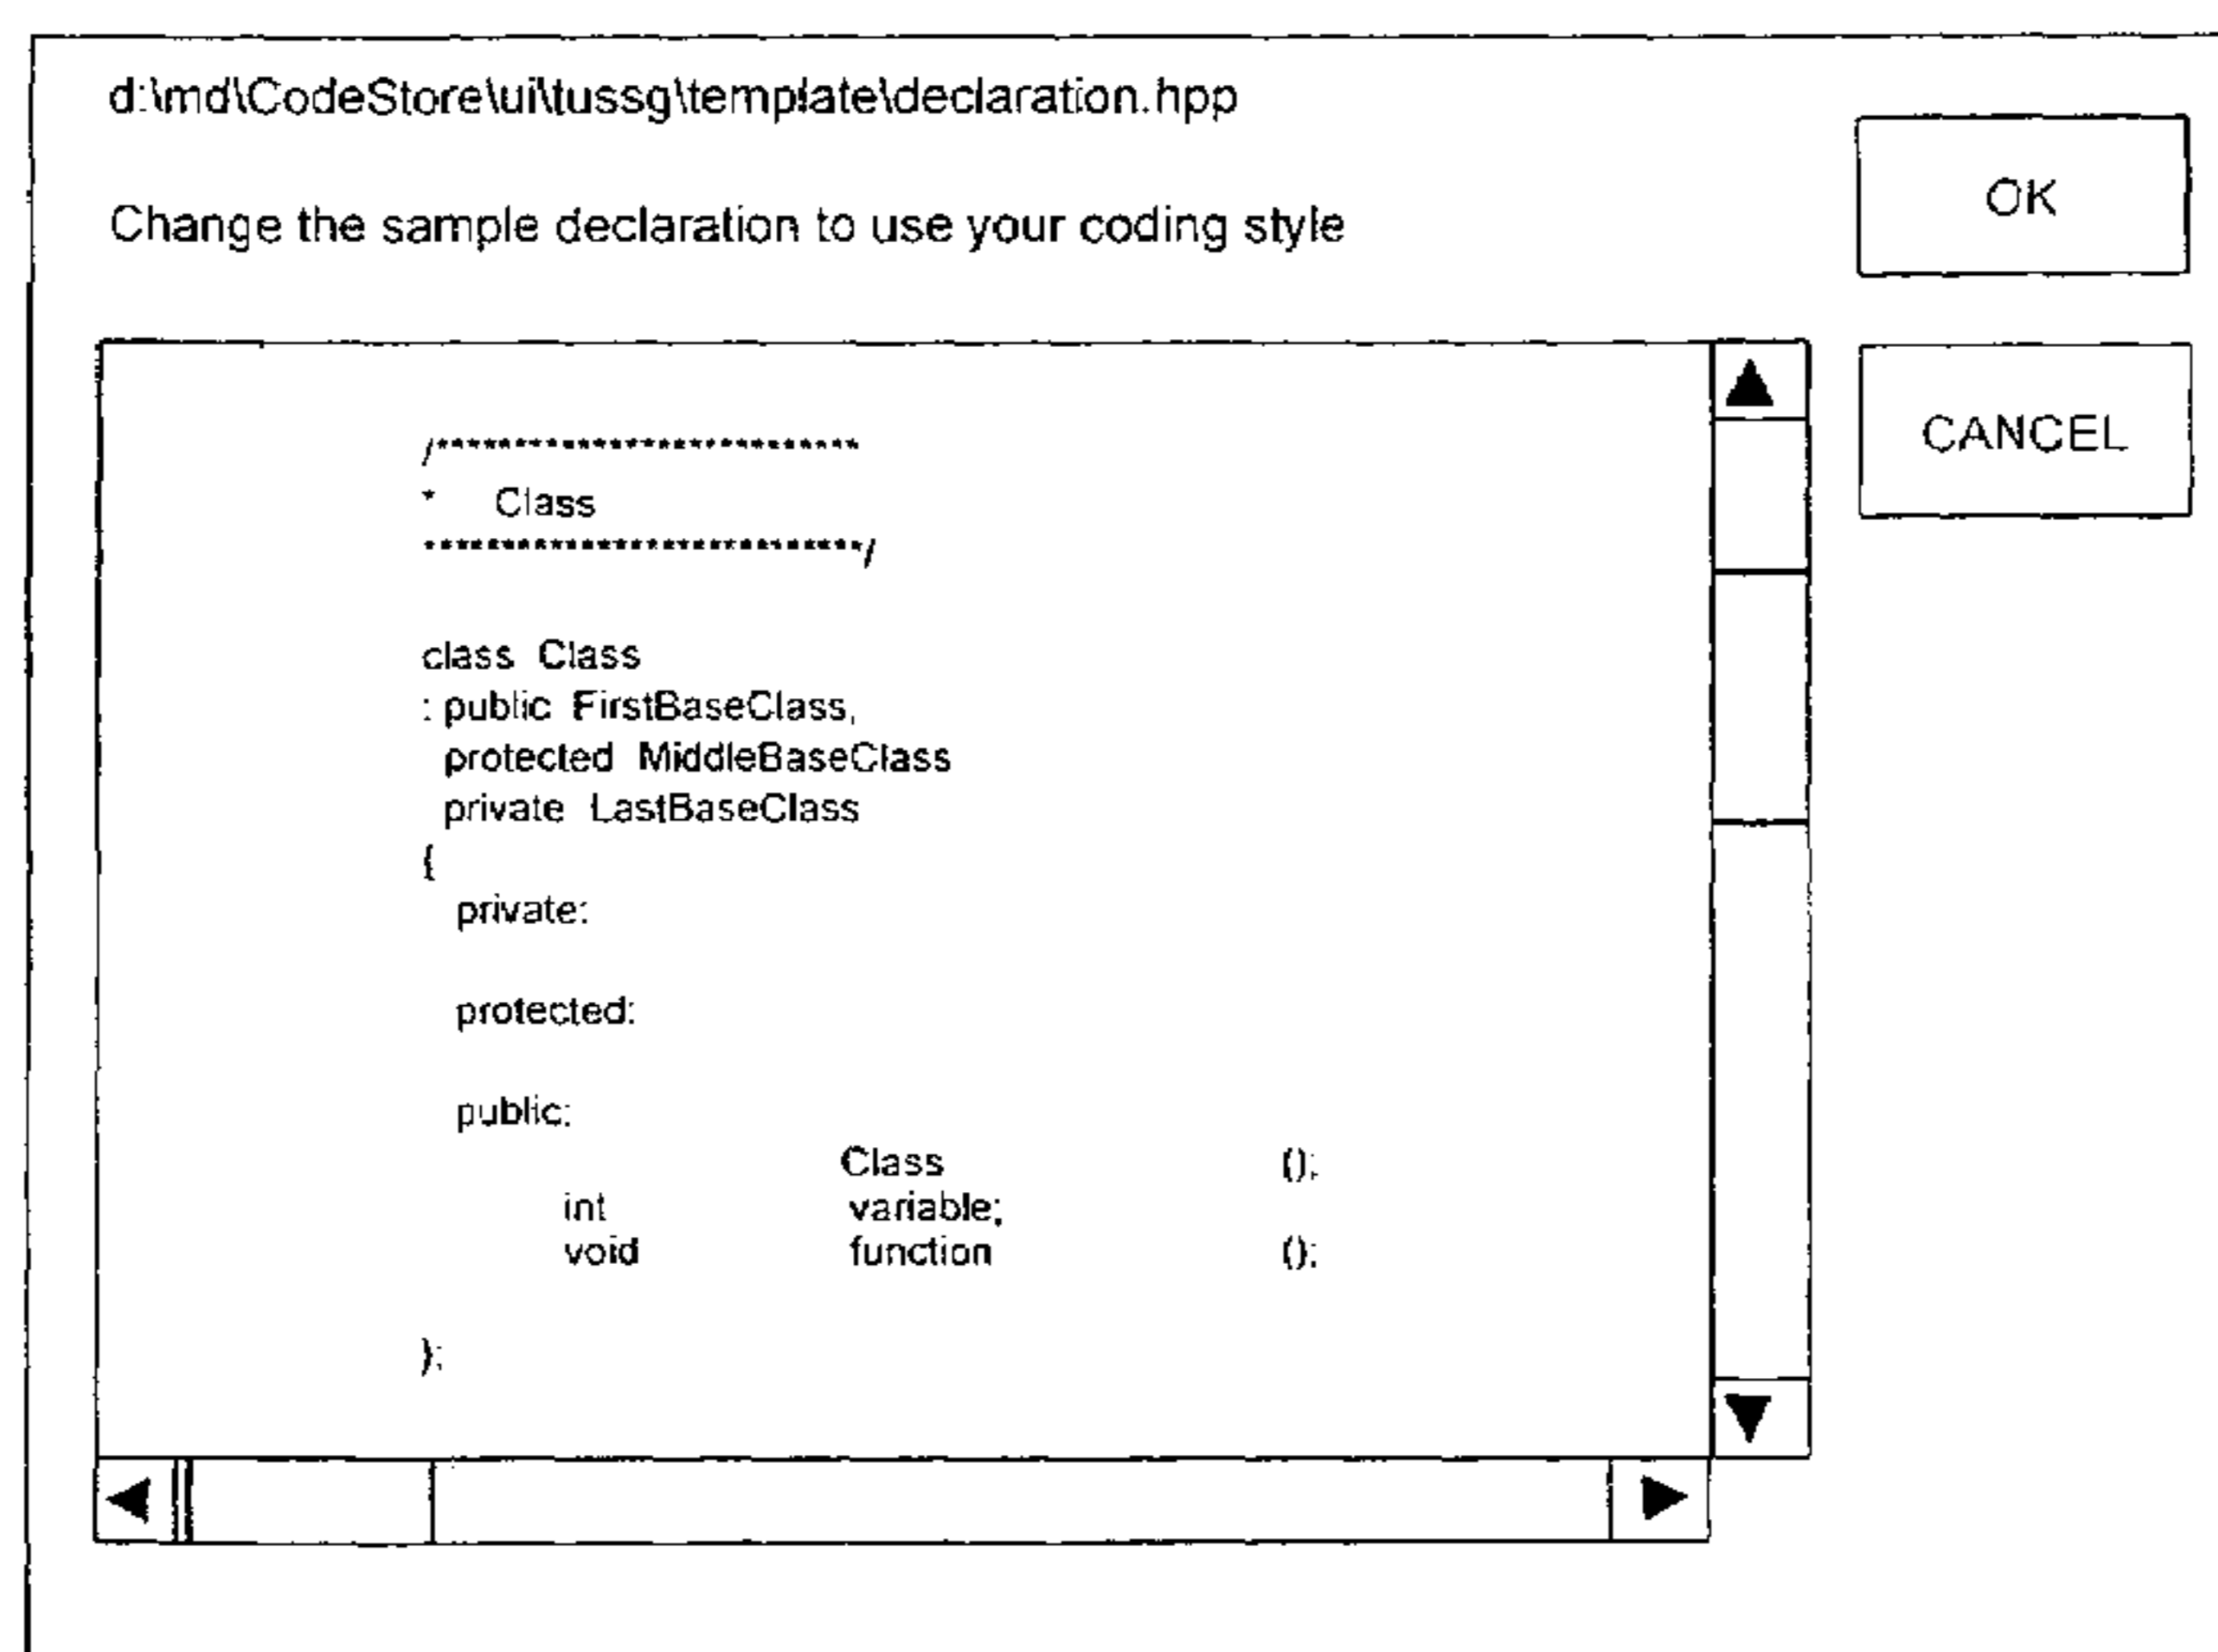 d:\md\CodeStore\ui\tussg\template\declaration.hpp
OK
Change the sample declaration to use your coding style
CANCEL
/***************************
*    Class
****************************/
class Class
: public FirstBaseClass,
protected MiddleBaseClass
private LastBaseClass
{
private:
protected:
public:
Class ();
int variable;
void function ();
};